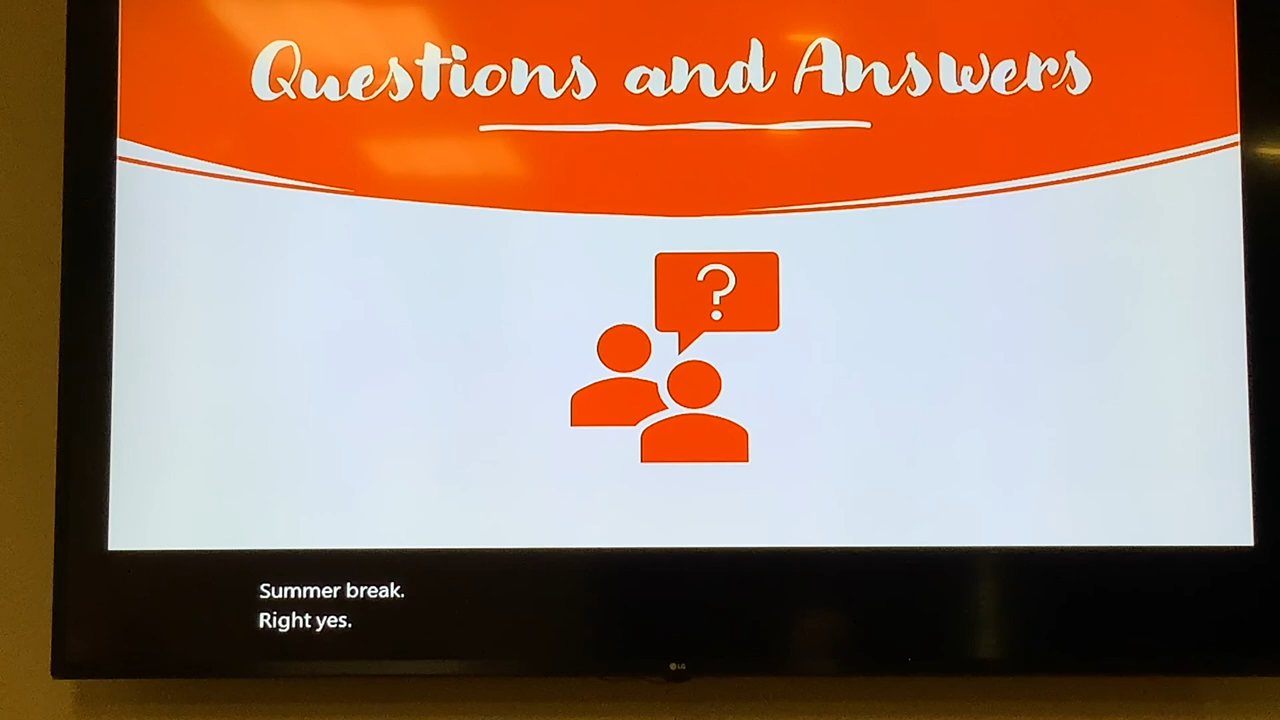 Questions and Answers
?
Summer break.
Right yes.
LG